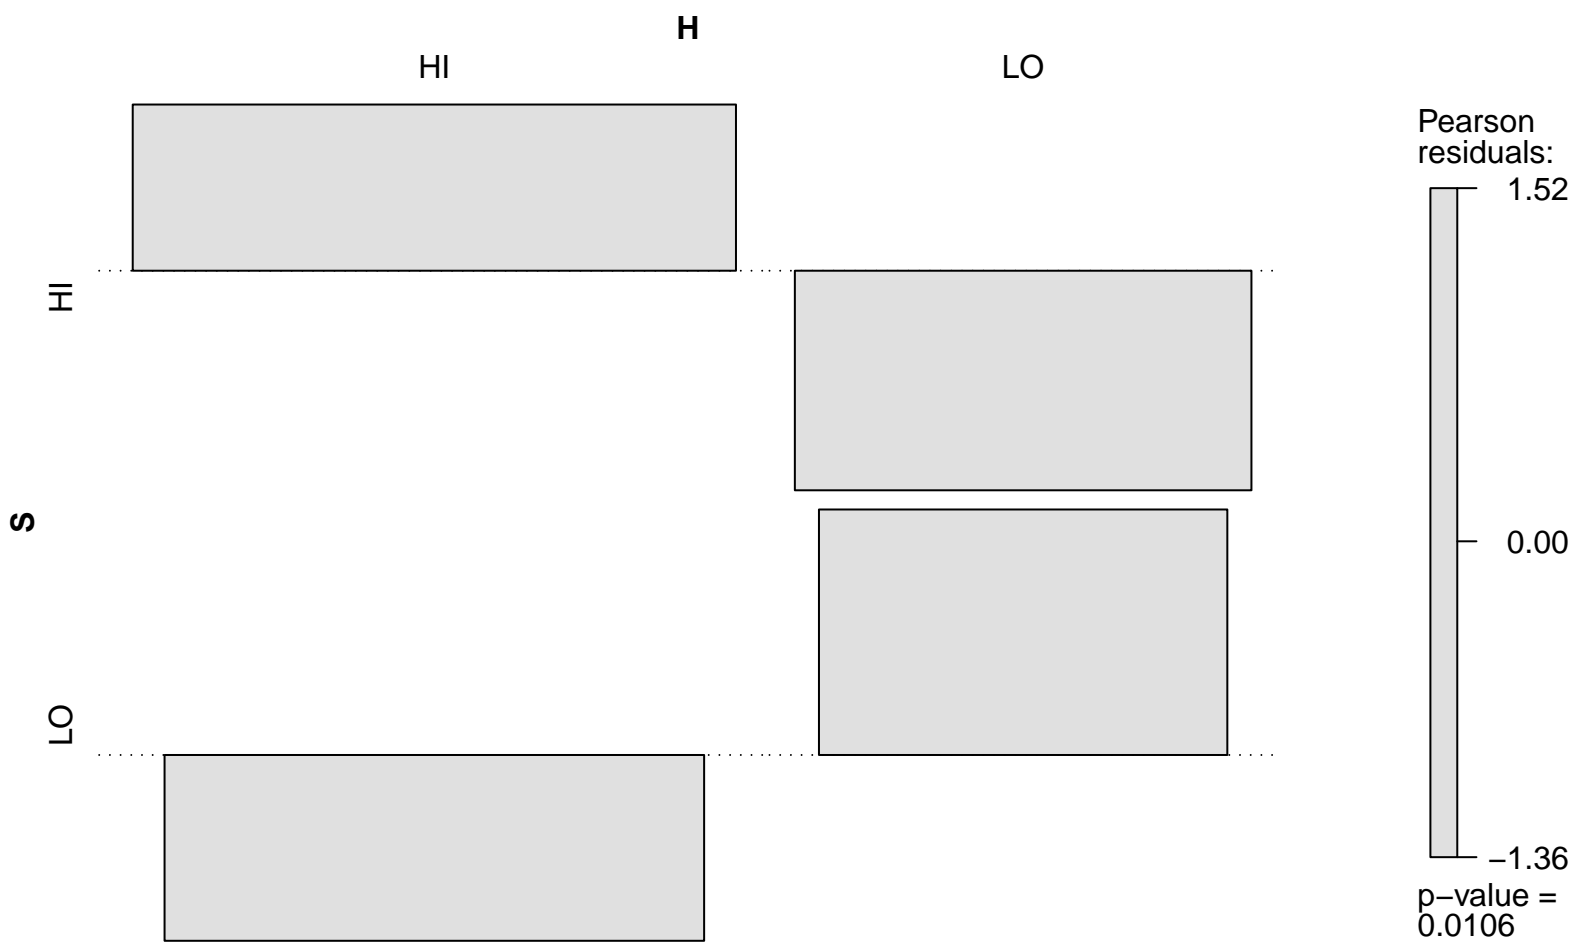 H
HI
LO
HI
S
LO
Pearson
residuals:
1.52
0.00
−1.36
p−value =
0.0106